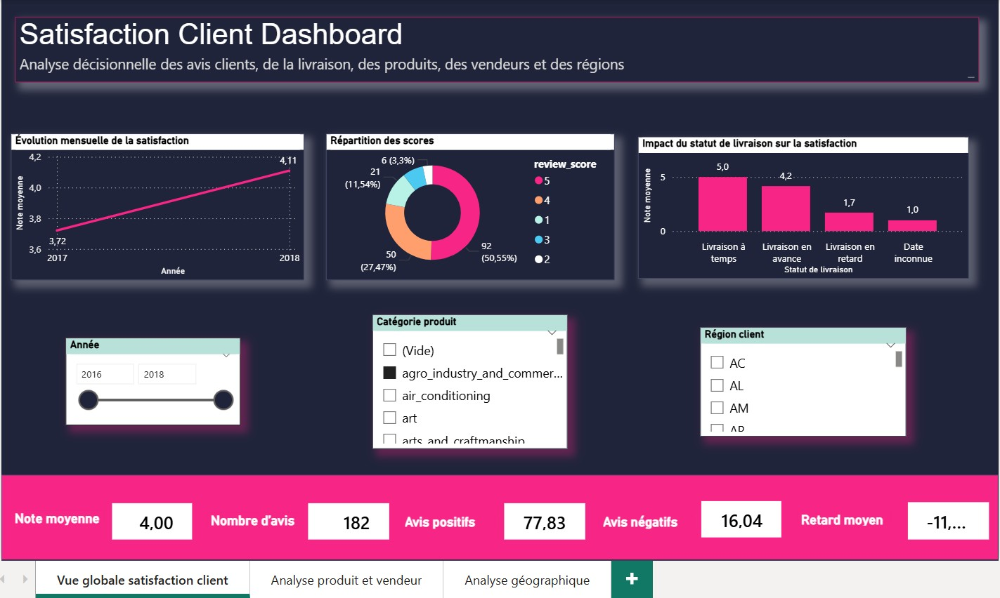 Satisfaction Client Dashboard
Analyse décisionnelle des avis clients, de la livraison, des produits, des vendeurs et des régions
Évolution mensuelle de la satisfaction
Note moyenne
4,2
4,0
3,8
3,6
3,72
4,11
2017
2018
Année
Répartition des scores
6 (3,3%)
21
(11,54%)
50
(27,47%)
92
(50,55%)
review_score
5
4
1
3
2
Impact du statut de livraison sur la satisfaction
Note moyenne
5
0
5,0
4,2
1,7
1,0
Livraison à
temps
Livraison en
avance
Livraison en
retard
Date
inconnue
Statut de livraison
Année
2016
2018
Catégorie produit
(Vide)
agro_industry_and_commer...
air_conditioning
art
arts_and_craftmanship
Région client
AC
AL
AM
AP
Note moyenne
4,00
Nombre d'avis
182
Avis positifs
77,83
Avis négatifs
16,04
Retard moyen
-11,...
Vue globale satisfaction client
Analyse produit et vendeur
Analyse géographique
+